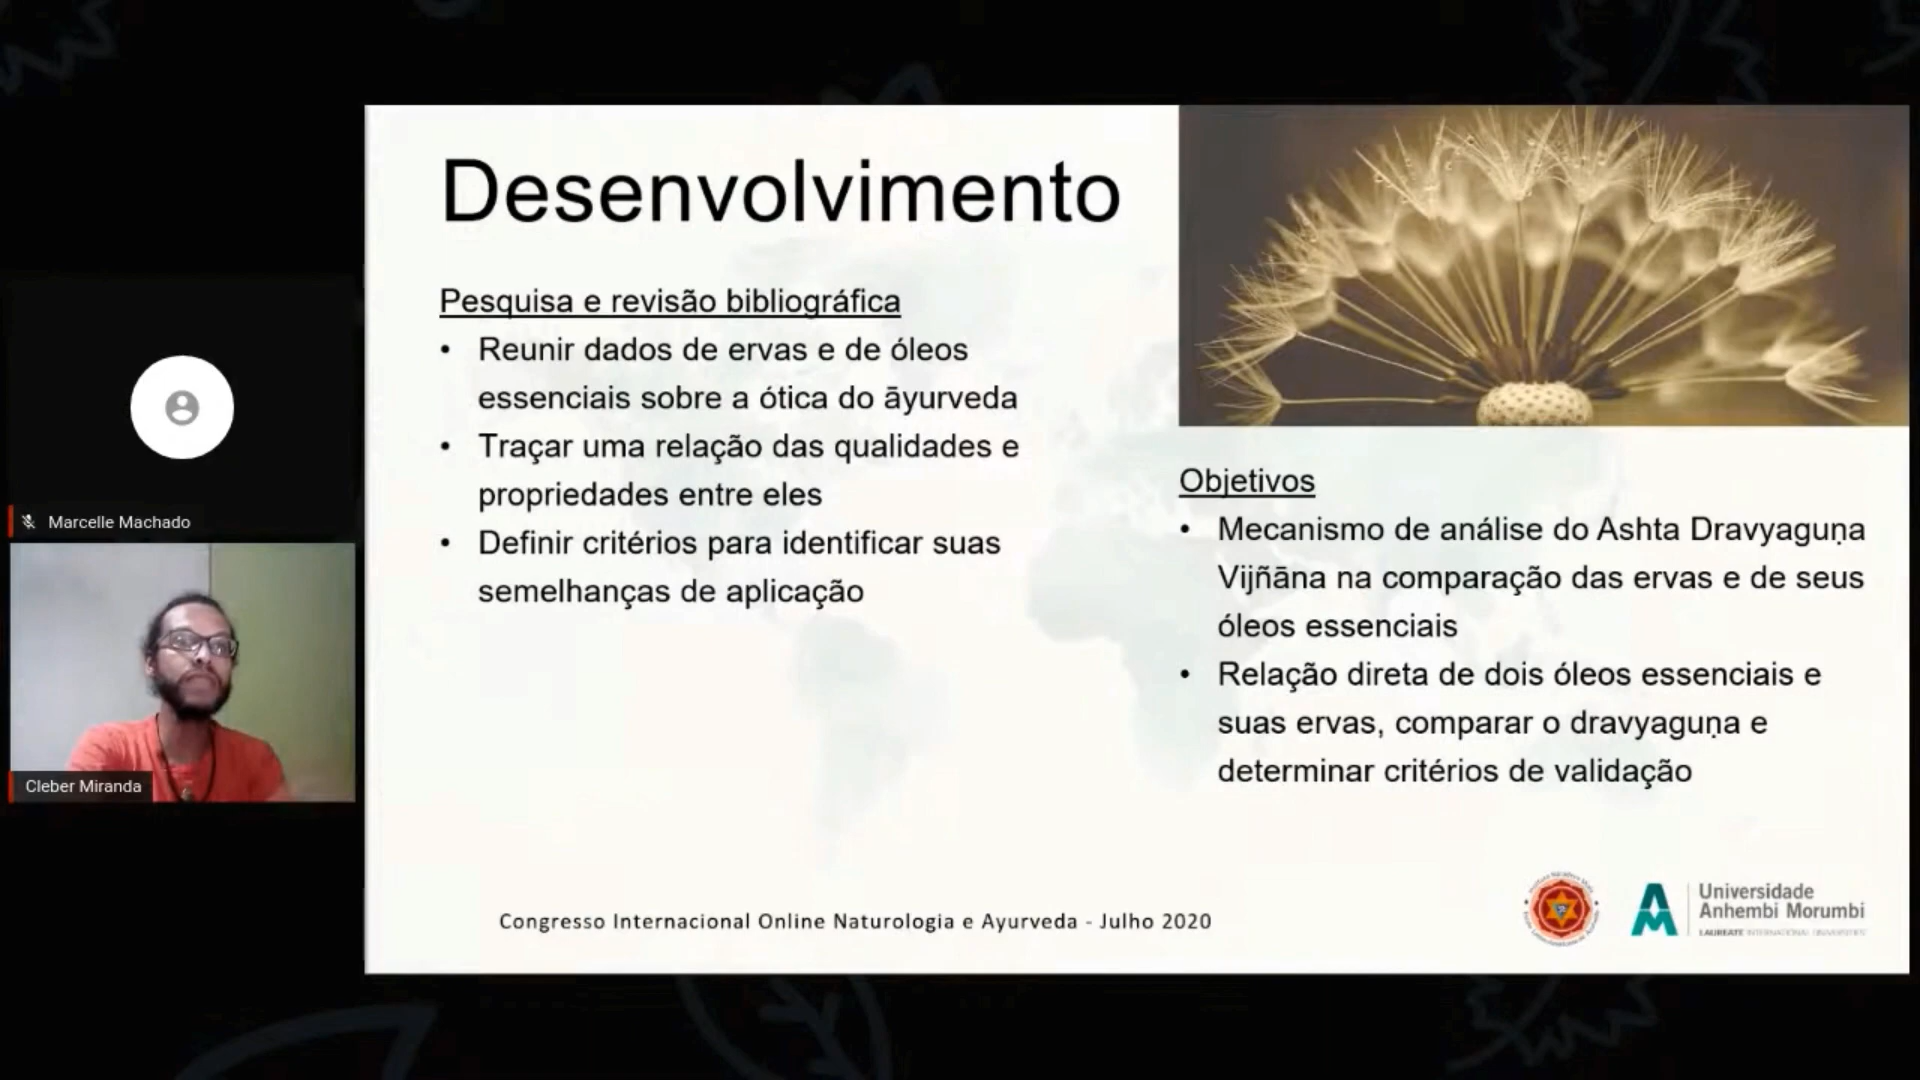 Desenvolvimento
Pesquisa e revisão bibliográfica
• Reunir dados de ervas e de óleos
essenciais sobre a ótica do āyurveda
• Traçar uma relação das qualidades e
propriedades entre eles
• Definir critérios para identificar suas
semelhanças de aplicação
Objetivos
• Mecanismo de análise do Ashta Dravyaguṇa
Vijñāna na comparação das ervas e de seus
óleos essenciais
• Relação direta de dois óleos essenciais e
suas ervas, comparar o dravyaguṇa e
determinar critérios de validação
Marcelle Machado
Cleber Miranda
Congresso Internacional Online Naturologia e Ayurveda - Julho 2020
Universidade
Anhembi Morumbi
LAUREATE INTERNATIONAL UNIVERSITIES